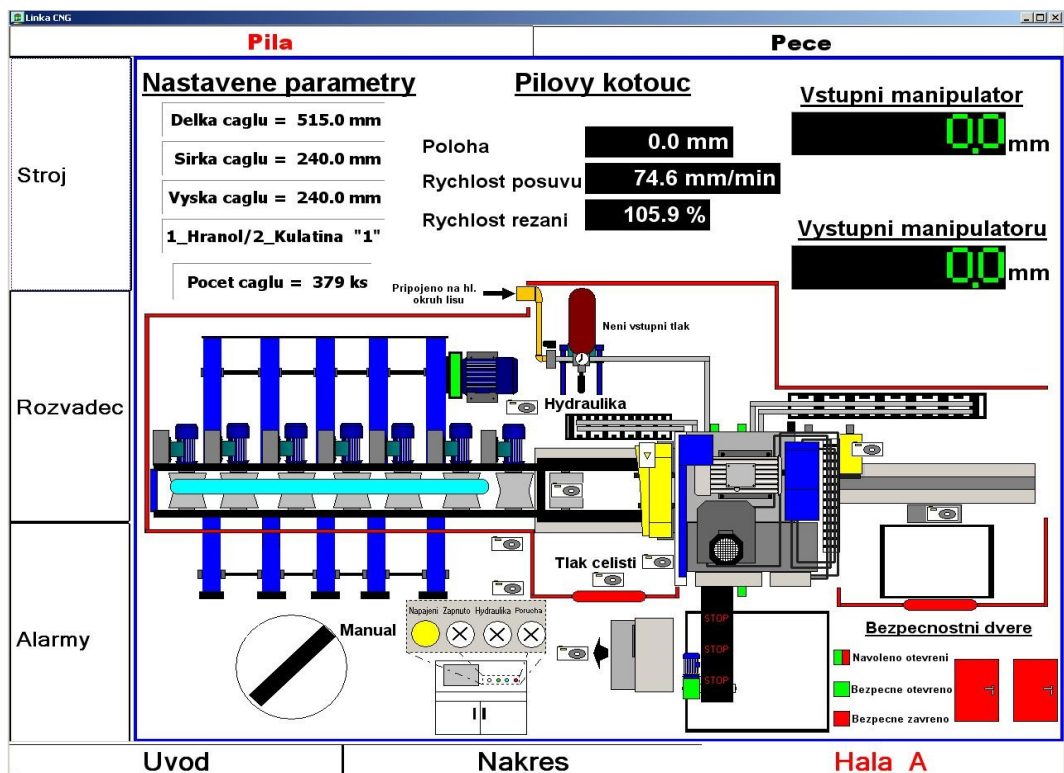 Linka CNG
Pila
Pece
Stroj
Rozvadec
Alarmy
Nastavene parametry
Delka caglu = 515.0 mm
Sirka caglu = 240.0 mm
Vyska caglu = 240.0 mm
1_Hranol/2_Kulatina "1"
Pocet caglu = 379 ks
Pilovy kotouc
Poloha 0.0 mm
Rychlost posuvu 74.6 mm/min
Rychlost rezani 105.9 %
Vstupni manipulator
0.0 mm
Vystupni manipulatoru
0.0 mm
Pripojeno na hl.
okruh lisu
Neni vstupni tlak
Hydraulika
Tlak celisti
Manual
Napajeni Zapnuto Hydraulika Porucha
STOP
STOP
STOP
Bezpecnostni dvere
Navoleno otevreni
Bezpecne otevreno
Bezpecne zavreno
Uvod
Nakres
Hala A